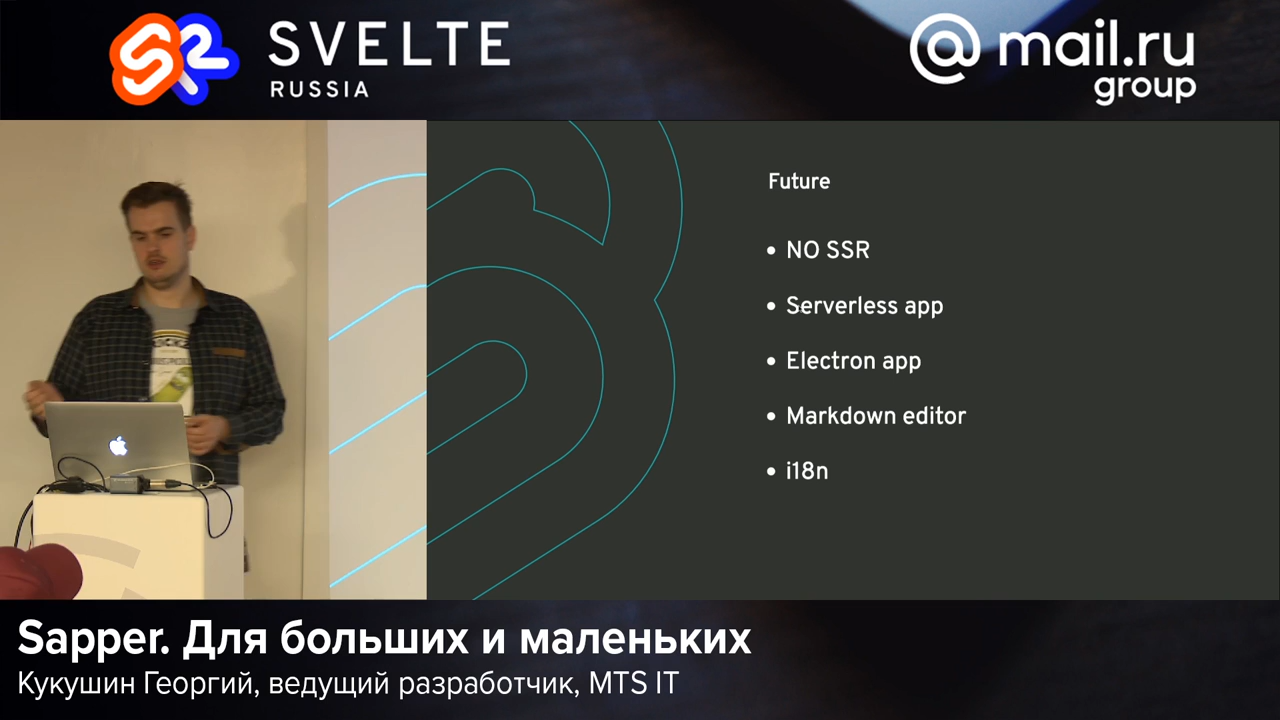 SVELTE
RUSSIA
@mail.ru
group
Future
• NO SSR
• Serverless app
• Electron app
• Markdown editor
• i18n
Sapper. Для больших и маленьких
Кукушин Георгий, ведущий разработчик, MTS IT